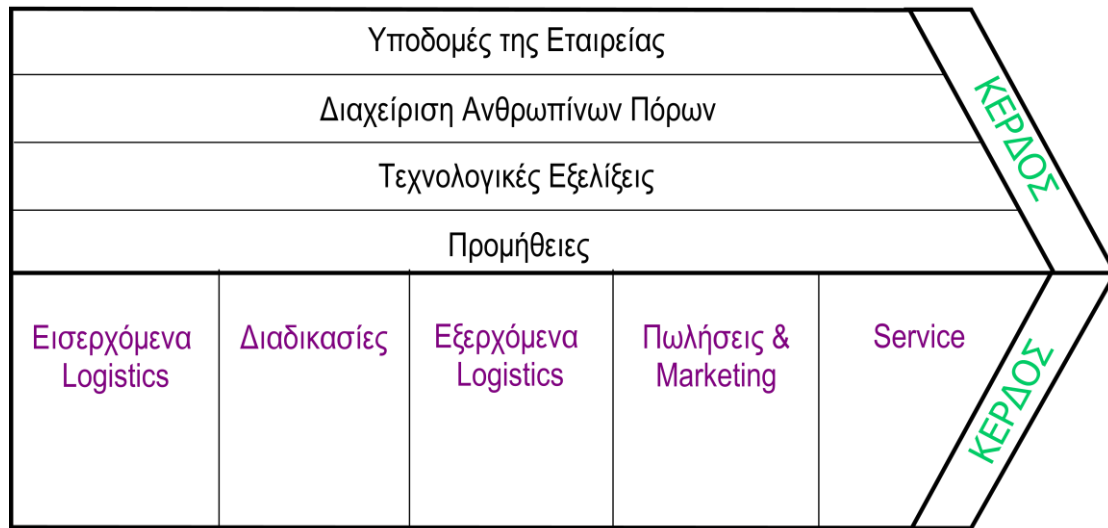 Υποδομές της Εταιρείας
Διαχείριση Ανθρωπίνων Πόρων
Τεχνολογικές Εξελίξεις
Προμήθειες
ΚΕΡΔΟΣ
Εισερχόμενα
Logistics
Διαδικασίες
Εξερχόμενα
Logistics
Πωλήσεις &
Marketing
Service
ΚΕΡΔΟΣ